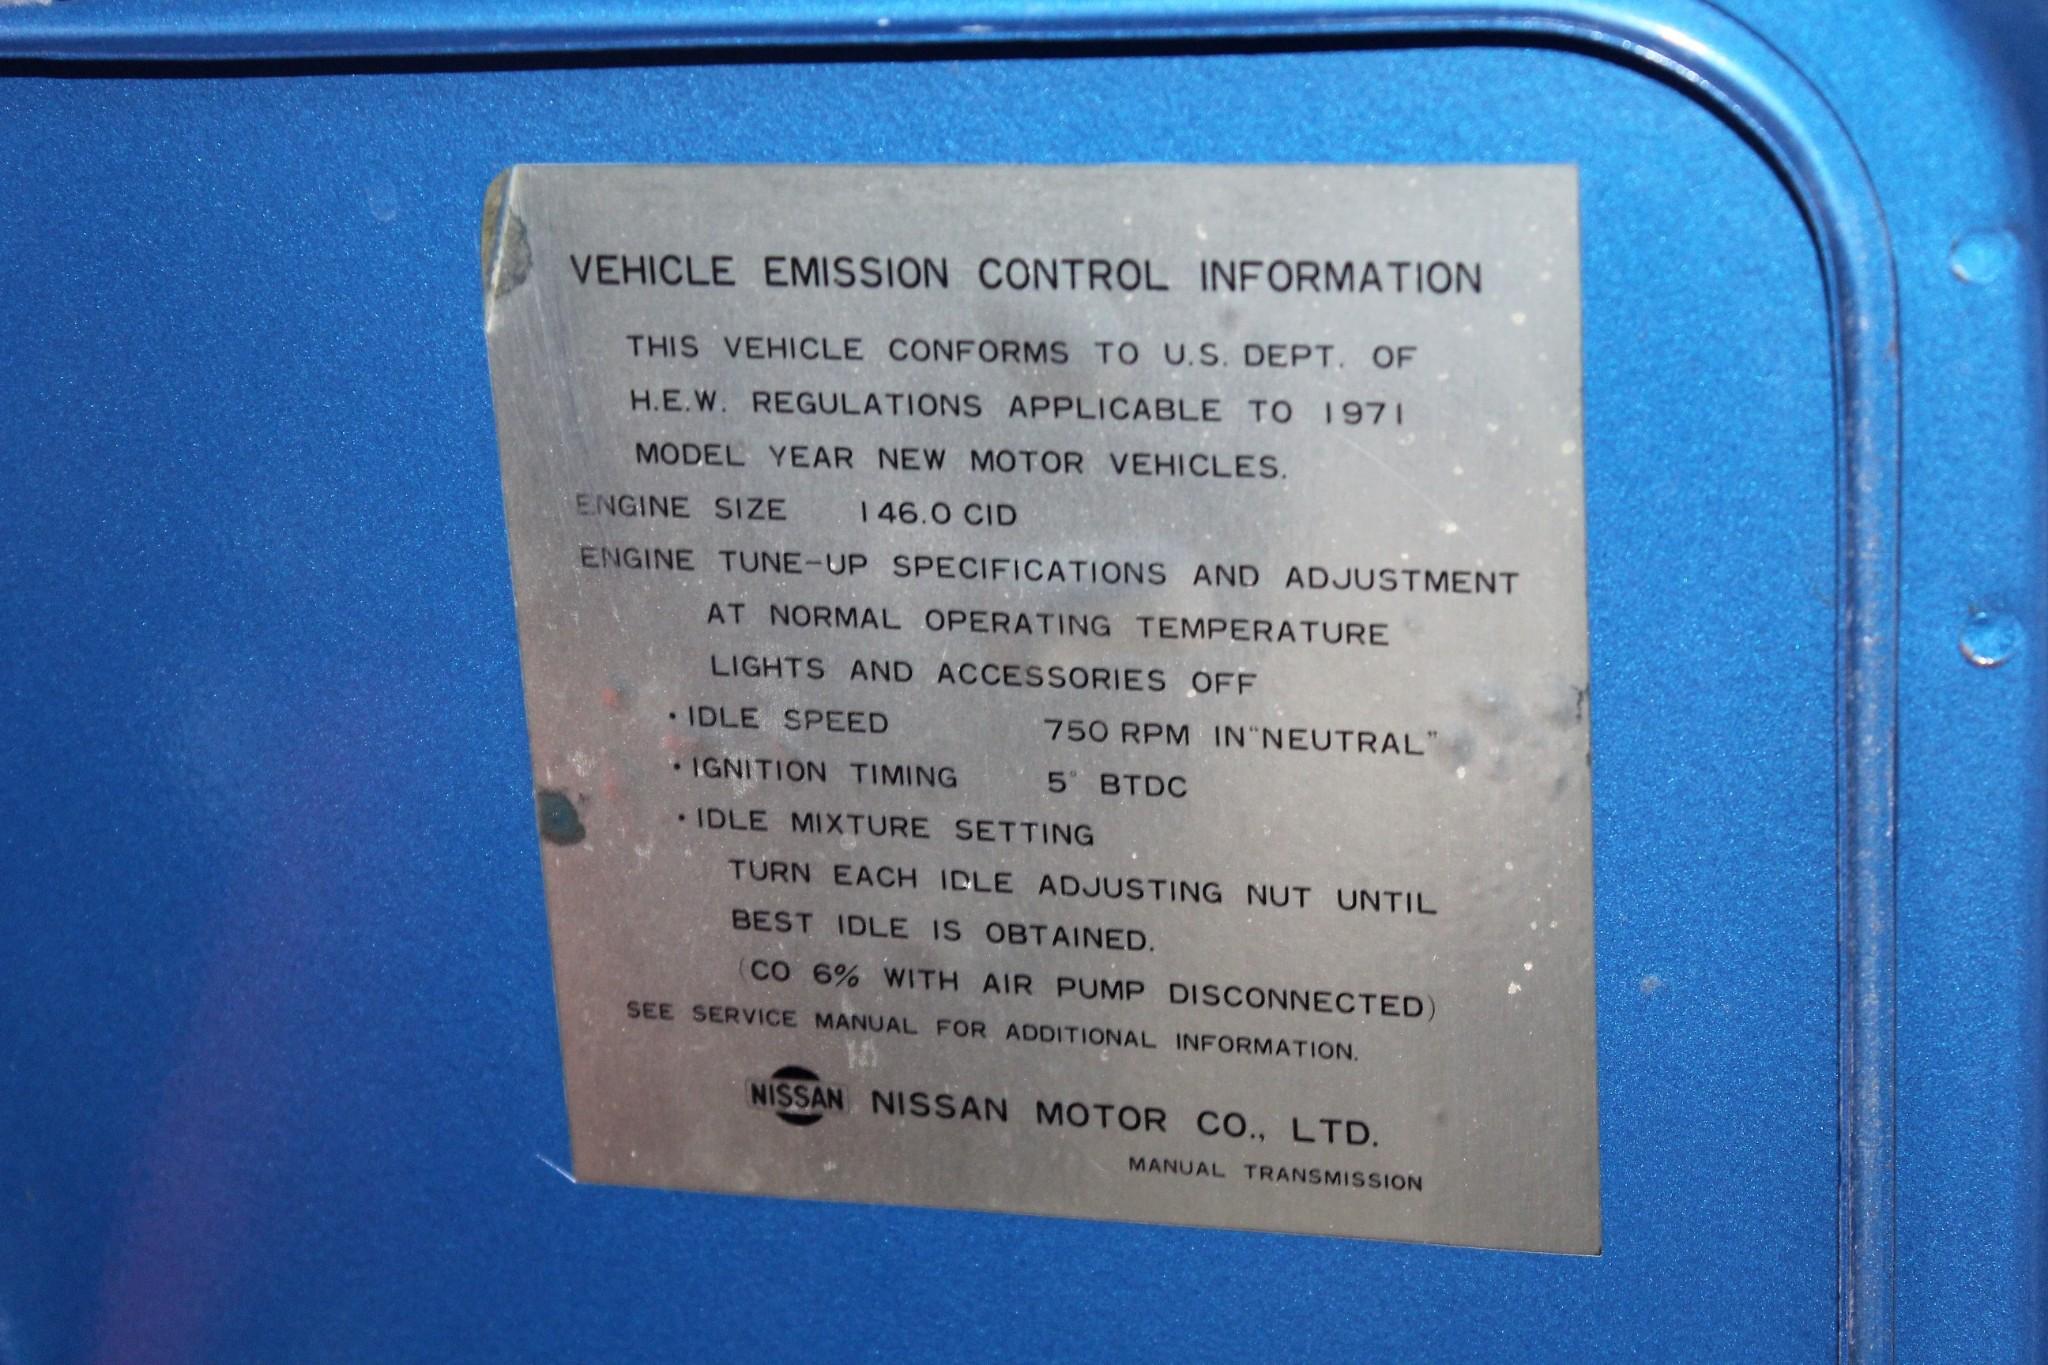 VEHICLE EMISSION CONTROL INFORMATION
THIS VEHICLE CONFORMS TO U.S. DEPT. OF
H.E.W. REGULATIONS APPLICABLE TO 1971
MODEL YEAR NEW MOTOR VEHICLES.
ENGINE SIZE 146.0 CID
ENGINE TUNE-UP SPECIFICATIONS AND ADJUSTMENT
AT NORMAL OPERATING TEMPERATURE
LIGHTS AND ACCESSORIES OFF
• IDLE SPEED 750 RPM IN "NEUTRAL"
• IGNITION TIMING 5° BTDC
• IDLE MIXTURE SETTING
TURN EACH IDLE ADJUSTING NUT UNTIL
BEST IDLE IS OBTAINED.
(CO 6% WITH AIR PUMP DISCONNECTED)
SEE SERVICE MANUAL FOR ADDITIONAL INFORMATION.
NISSAN NISSAN MOTOR CO., LTD.
MANUAL TRANSMISSION